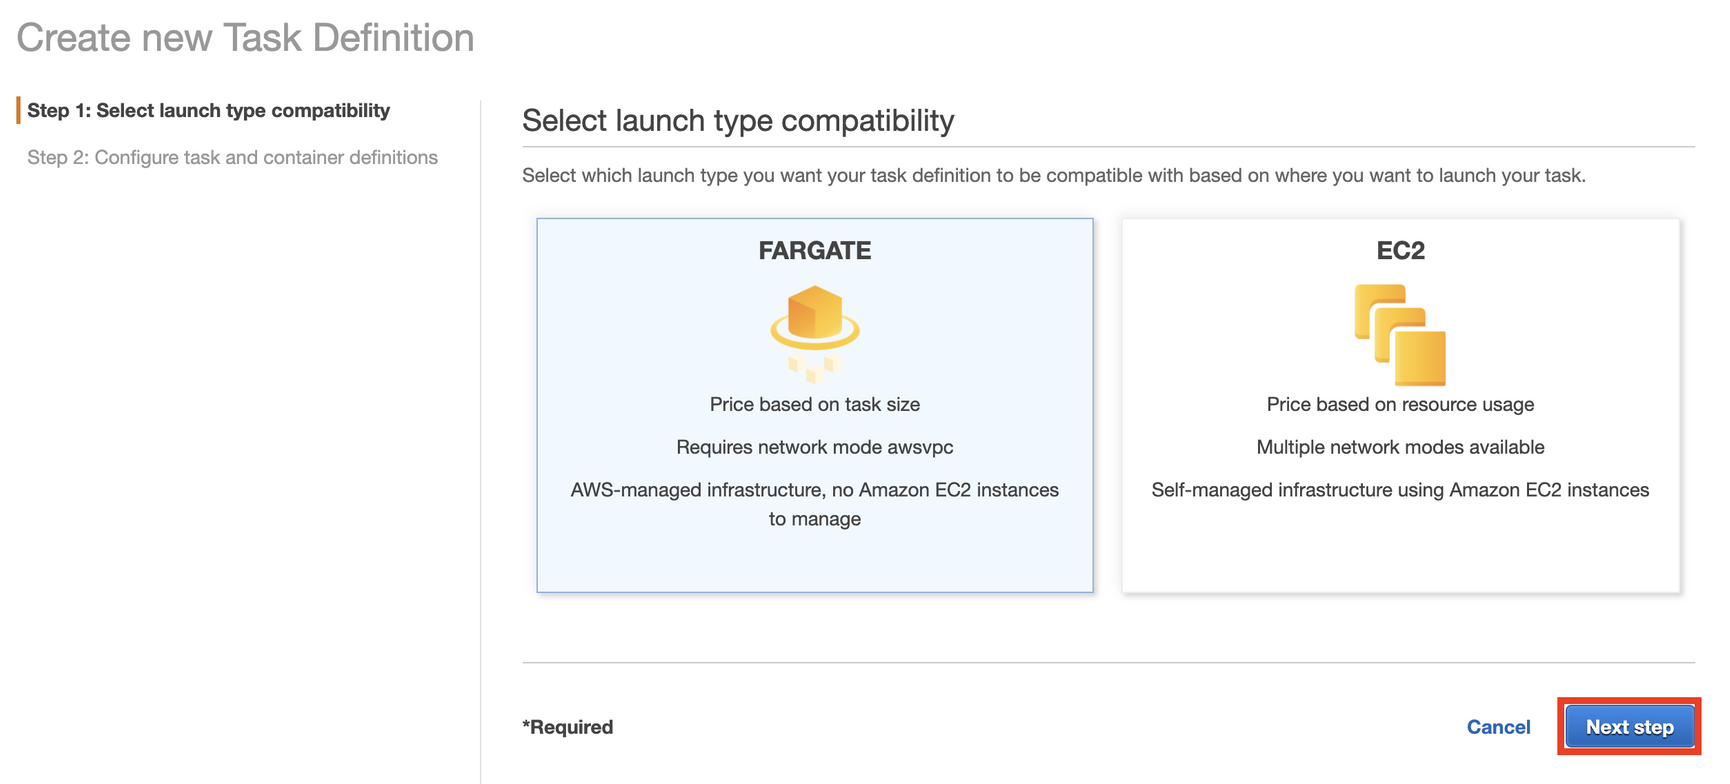 Create new Task Definition
Step 1: Select launch type compatibility
Step 2: Configure task and container definitions
Select launch type compatibility
Select which launch type you want your task definition to be compatible with based on where you want to launch your task.
FARGATE
Price based on task size
Requires network mode awsvpc
AWS-managed infrastructure, no Amazon EC2 instances
to manage
EC2
Price based on resource usage
Multiple network modes available
Self-managed infrastructure using Amazon EC2 instances
*Required
Cancel
Next step